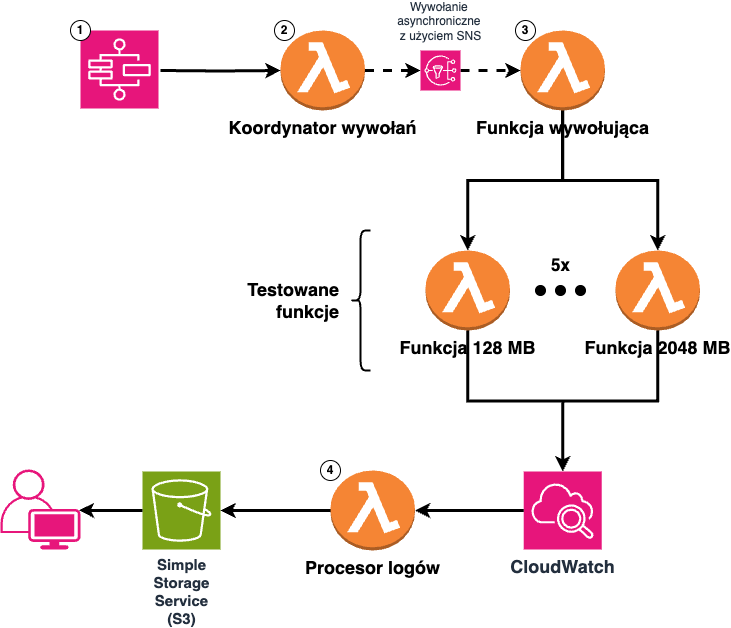 Wywołanie
asynchroniczne
z użyciem SNS
1
2
3
Koordynator wywołań
Funkcja wywołująca
5x
Testowane
funkcje
Funkcja 128 MB
Funkcja 2048 MB
4
Simple
Storage
Service
(S3)
Procesor logów
CloudWatch